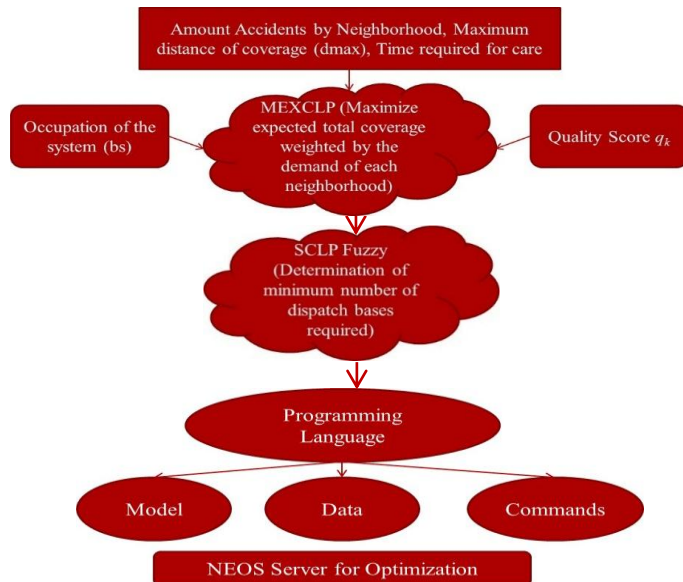 Amount Accidents by Neighborhood, Maximum
distance of coverage (dmax), Time required for care
MEXCLP (Maximize
expected total coverage
weighted by the
demand of each
neighborhood)
Occupation of the
system (bs)
Quality Score qk
SCLP Fuzzy
(Determination of
minimum number of
dispatch bases
required)
Programming
Language
Model
Data
Commands
NEOS Server for Optimization